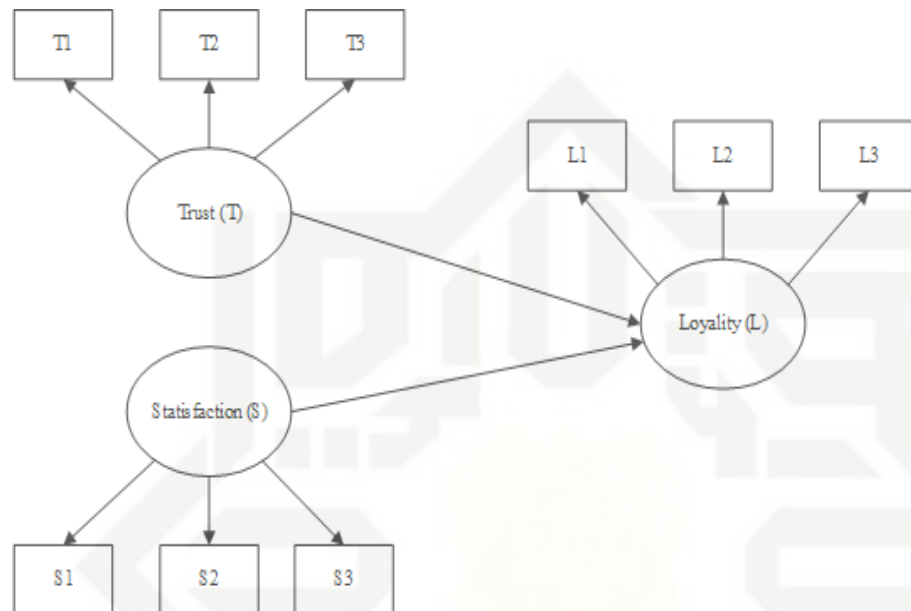 T1
T2
T3
L1
L2
L3
Trust (T)
Loyality (L)
Statisfaction (S)
S1
S2
S3